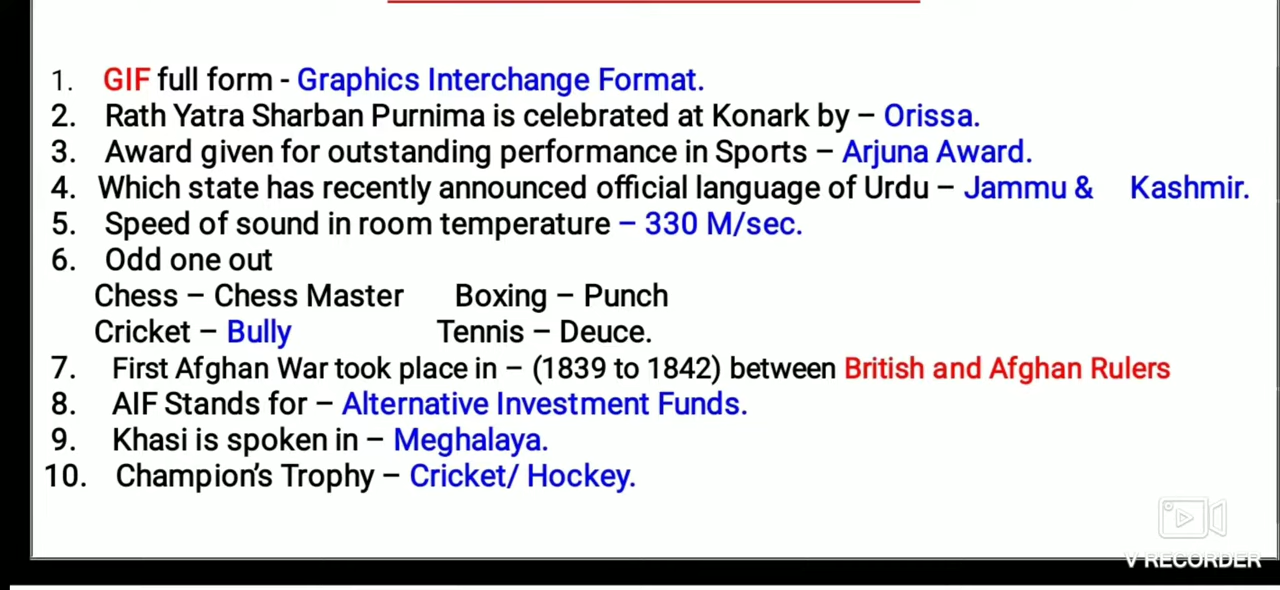 1. GIF full form - Graphics Interchange Format.
2. Rath Yatra Sharban Purnima is celebrated at Konark by – Orissa.
3. Award given for outstanding performance in Sports – Arjuna Award.
4. Which state has recently announced official language of Urdu – Jammu & Kashmir.
5. Speed of sound in room temperature – 330 M/sec.
6. Odd one out
Chess – Chess Master Boxing – Punch
Cricket – Bully Tennis – Deuce.
7. First Afghan War took place in – (1839 to 1842) between British and Afghan Rulers
8. AIF Stands for – Alternative Investment Funds.
9. Khasi is spoken in – Meghalaya.
10. Champion's Trophy – Cricket/ Hockey.
V RECORDER